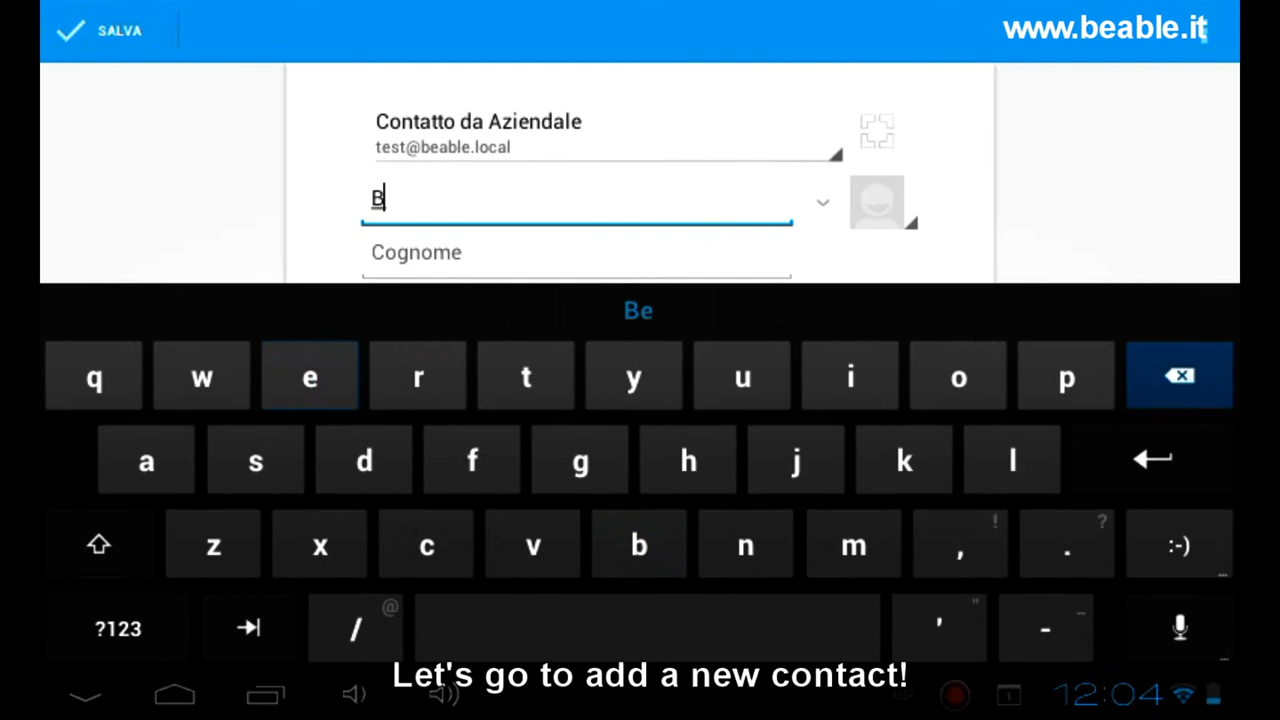 SALVA
www.beable.it
Contatto da Aziendale
test@beable.local
B
Cognome
Be
q w e r t y u i o p
a s d f g h j k l
z x c v b n m , ! . ? :-)
?123 / @ ' " - _
Let's go to add a new contact!
1
12:04